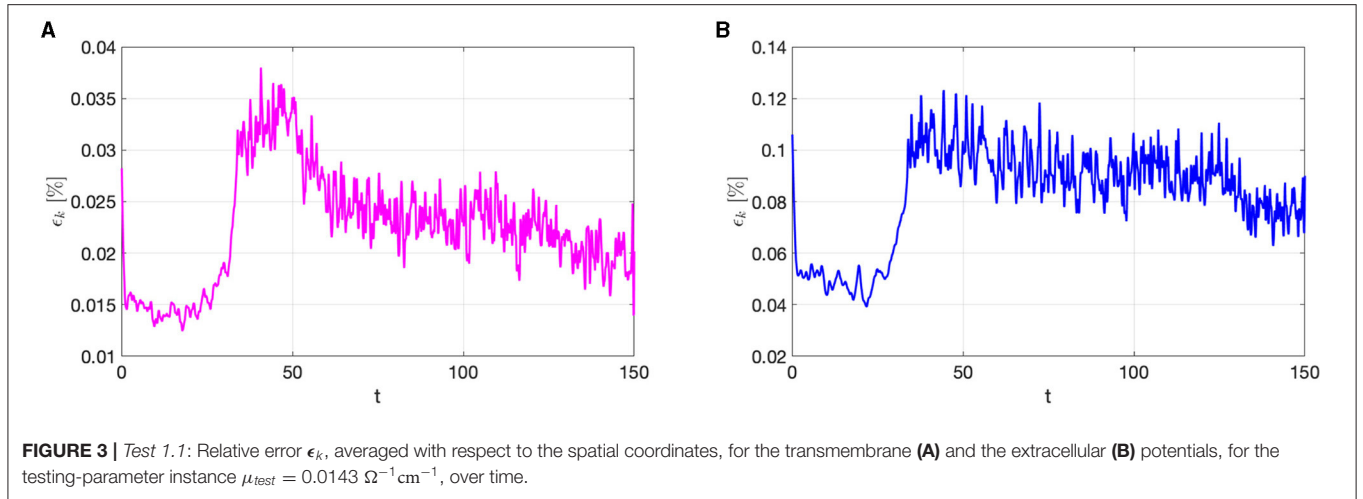 A
B
0.04
0.035
0.03
0.025
0.02
0.015
0.01
ϵk [%]
0
50
100
150
t
0.14
0.12
0.1
0.08
0.06
0.04
0.02
ϵk [%]
0
50
100
150
t
FIGURE 3 | Test 1.1: Relative error ϵk, averaged with respect to the spatial coordinates, for the transmembrane (A) and the extracellular (B) potentials, for the
testing-parameter instance μtest = 0.0143 Ω−1cm−1, over time.